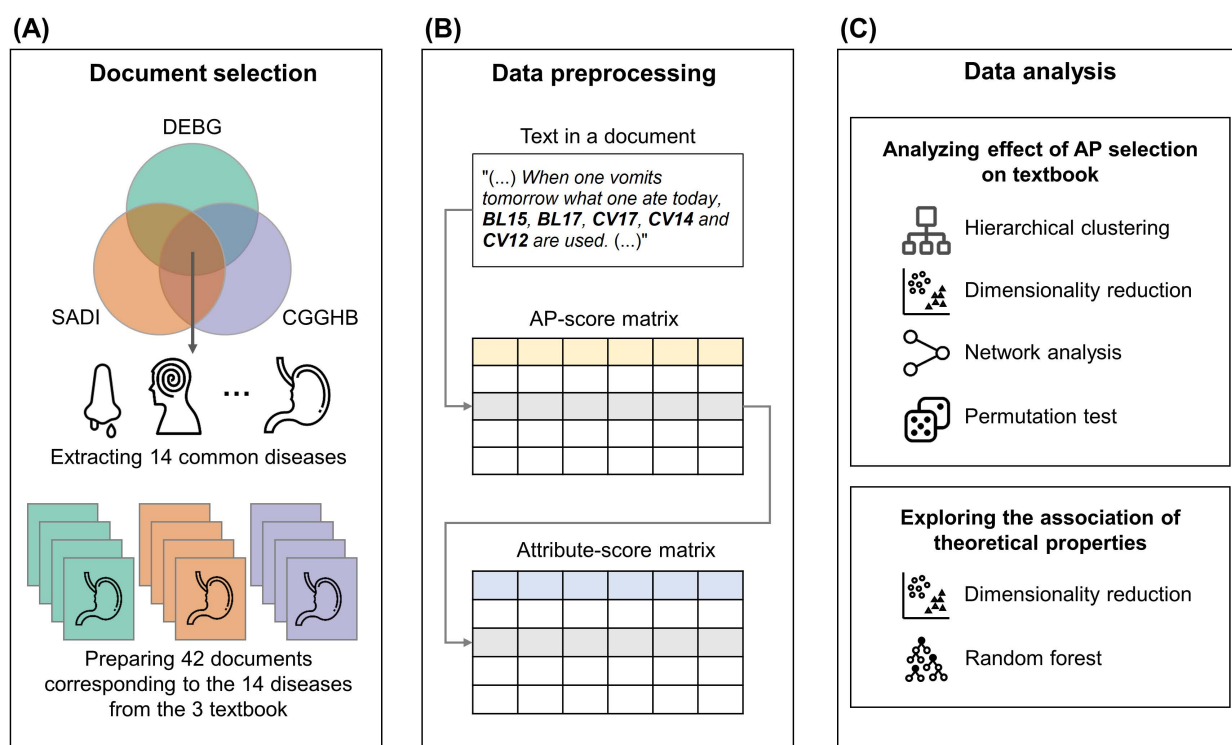 (A)
Document selection
DEBG
SADI
CGGHB
...
Extracting 14 common diseases
Preparing 42 documents
corresponding to the 14 diseases
from the 3 textbook
(B)
Data preprocessing
Text in a document
"(...) When one vomits
tomorrow what one ate today,
BL15, BL17, CV17, CV14 and
CV12 are used. (...)"
AP-score matrix
Attribute-score matrix
(C)
Data analysis
Analyzing effect of AP selection
on textbook
Hierarchical clustering
Dimensionality reduction
Network analysis
Permutation test
Exploring the association of
theoretical properties
Dimensionality reduction
Random forest